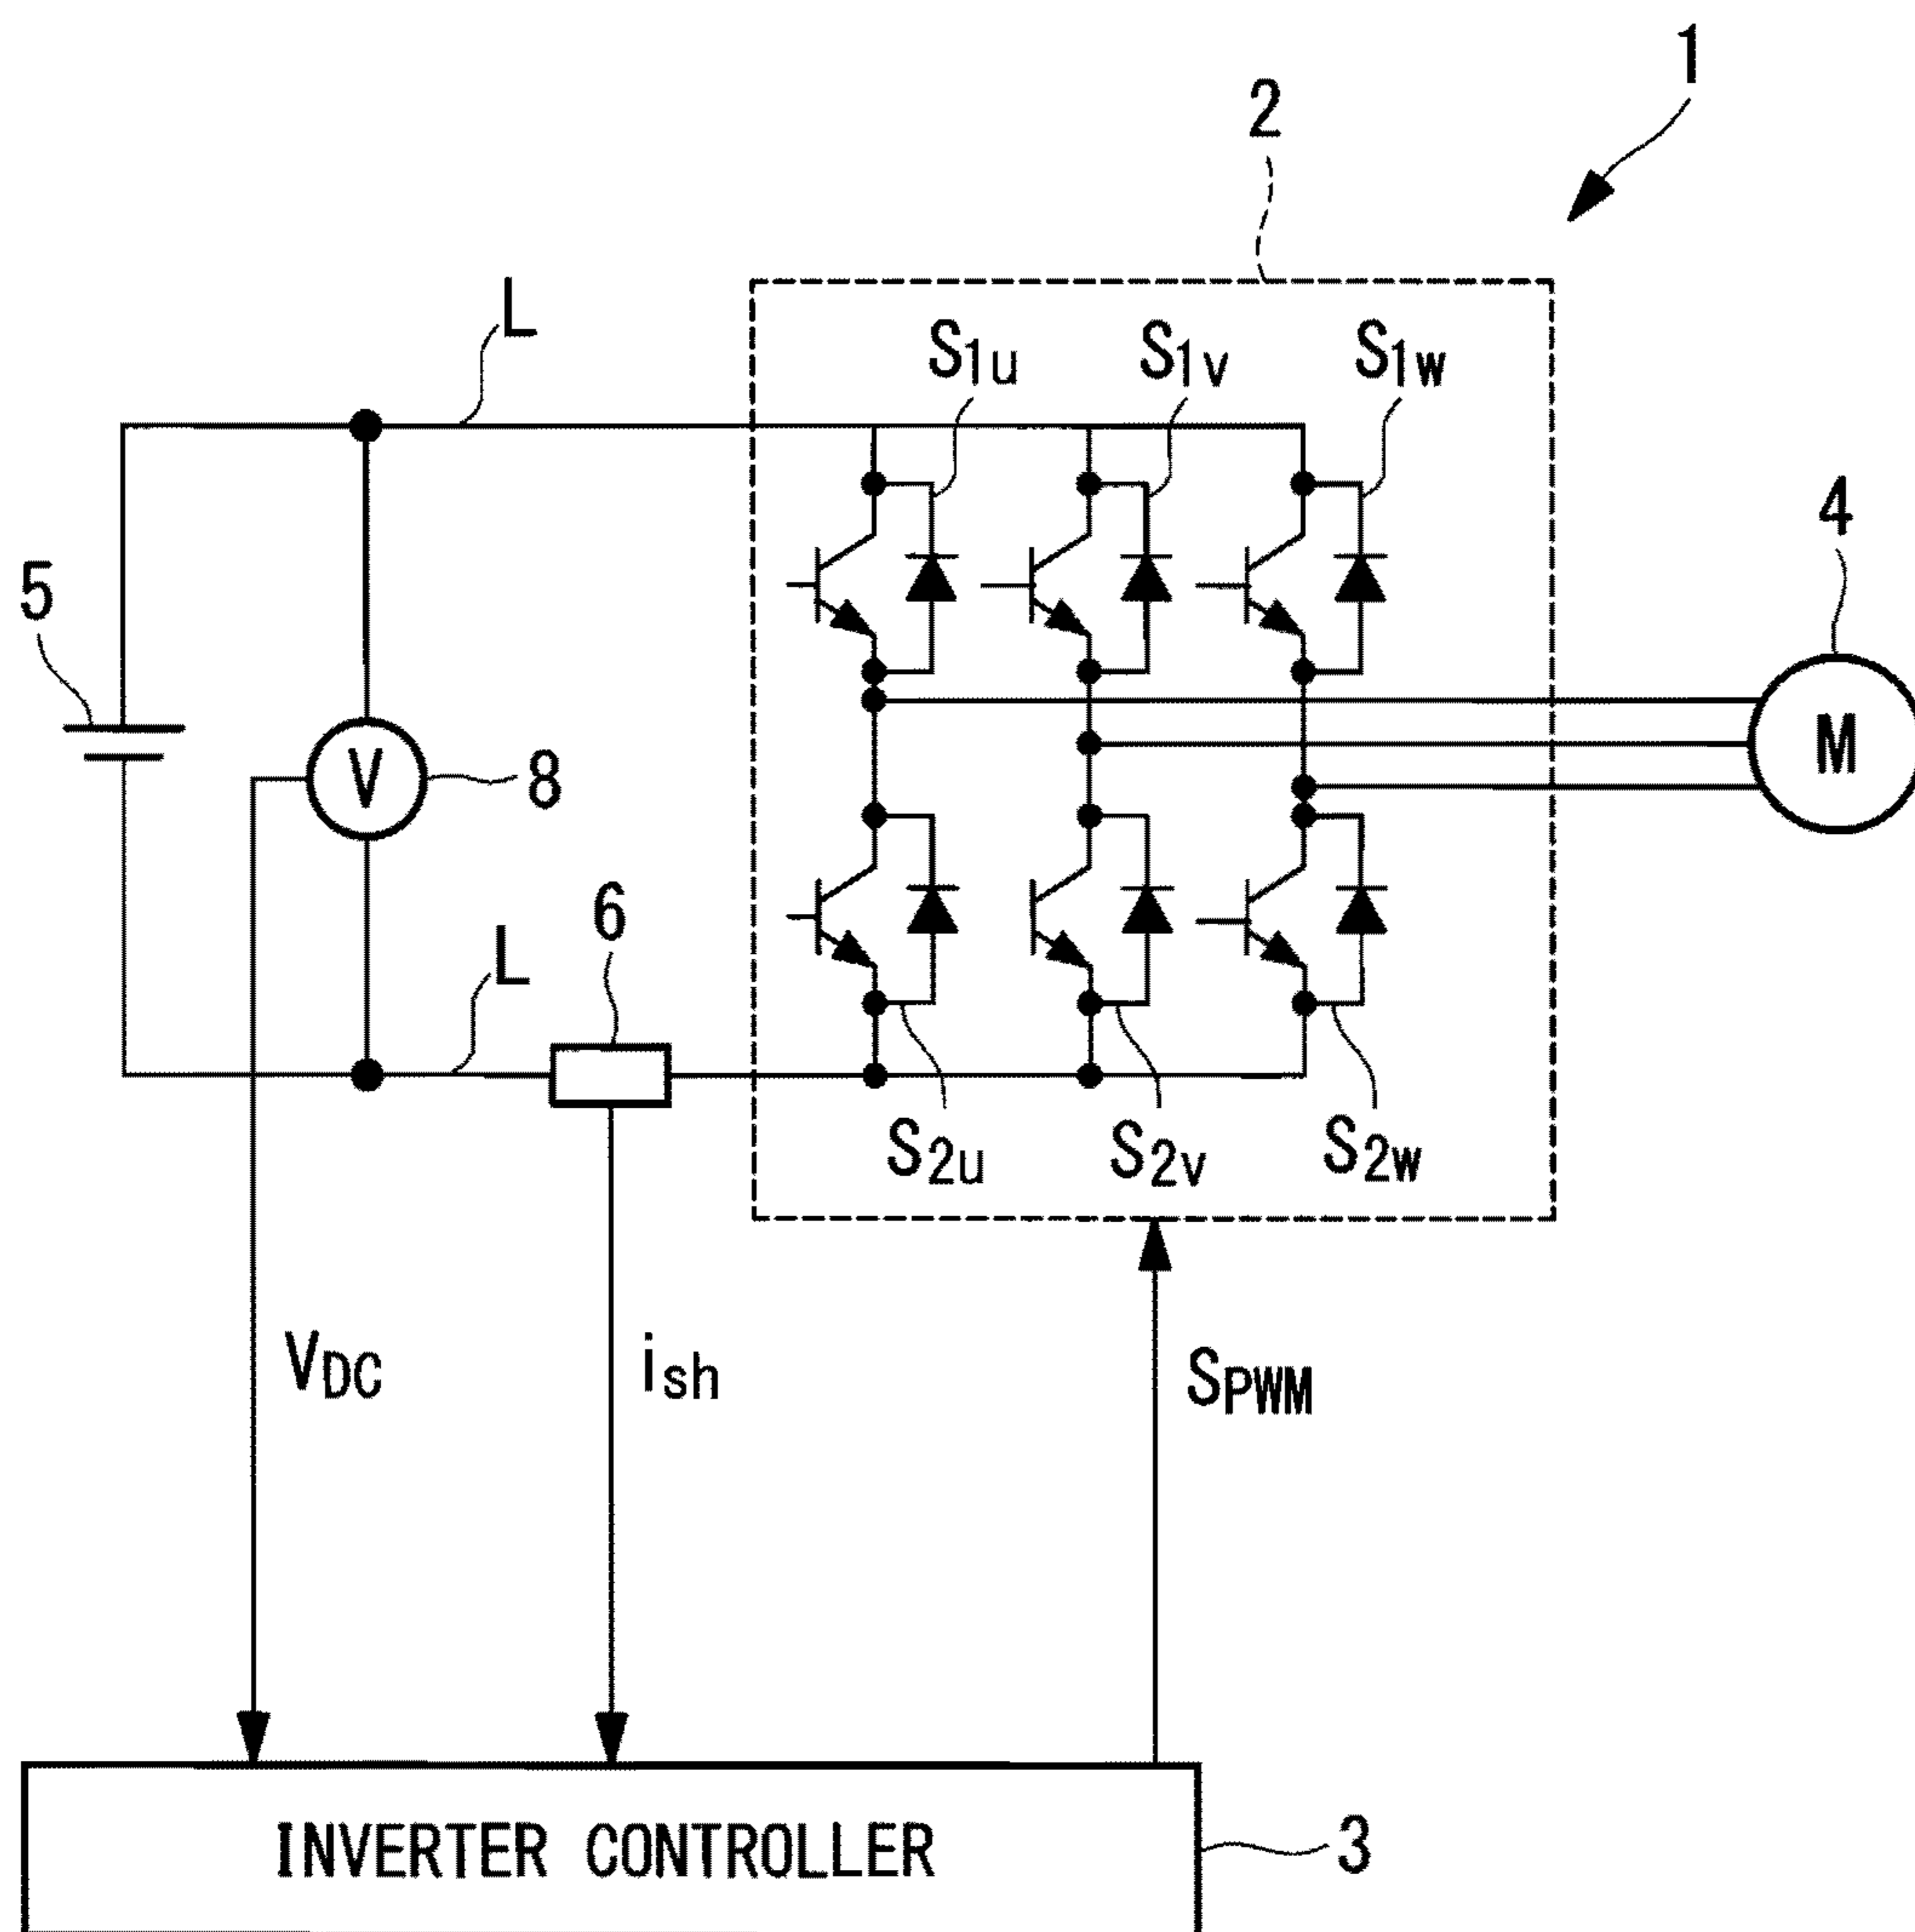 1
2
L
S1u
S1v
S1w
4
5
V
8
M
6
L
S2u
S2v
S2w
VDC
ish
SPWM
INVERTER CONTROLLER
3